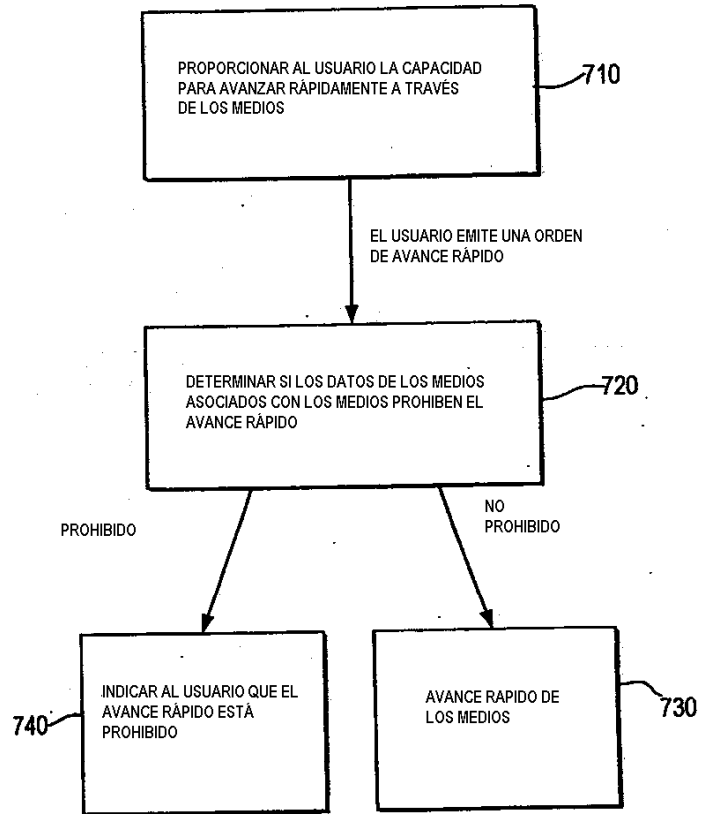 PROPORCIONAR AL USUARIO LA CAPACIDAD
PARA AVANZAR RÁPIDAMENTE A TRAVÉS
DE LOS MEDIOS
710
EL USUARIO EMITE UNA ORDEN
DE AVANCE RÁPIDO
DETERMINAR SI LOS DATOS DE LOS MEDIOS
ASOCIADOS CON LOS MEDIOS PROHIBEN EL
AVANCE RÁPIDO
720
PROHIBIDO
NO
PROHIBIDO
INDICAR AL USUARIO QUE EL
AVANCE RÁPIDO ESTÁ
PROHIBIDO
740
AVANCE RAPIDO DE
LOS MEDIOS
730